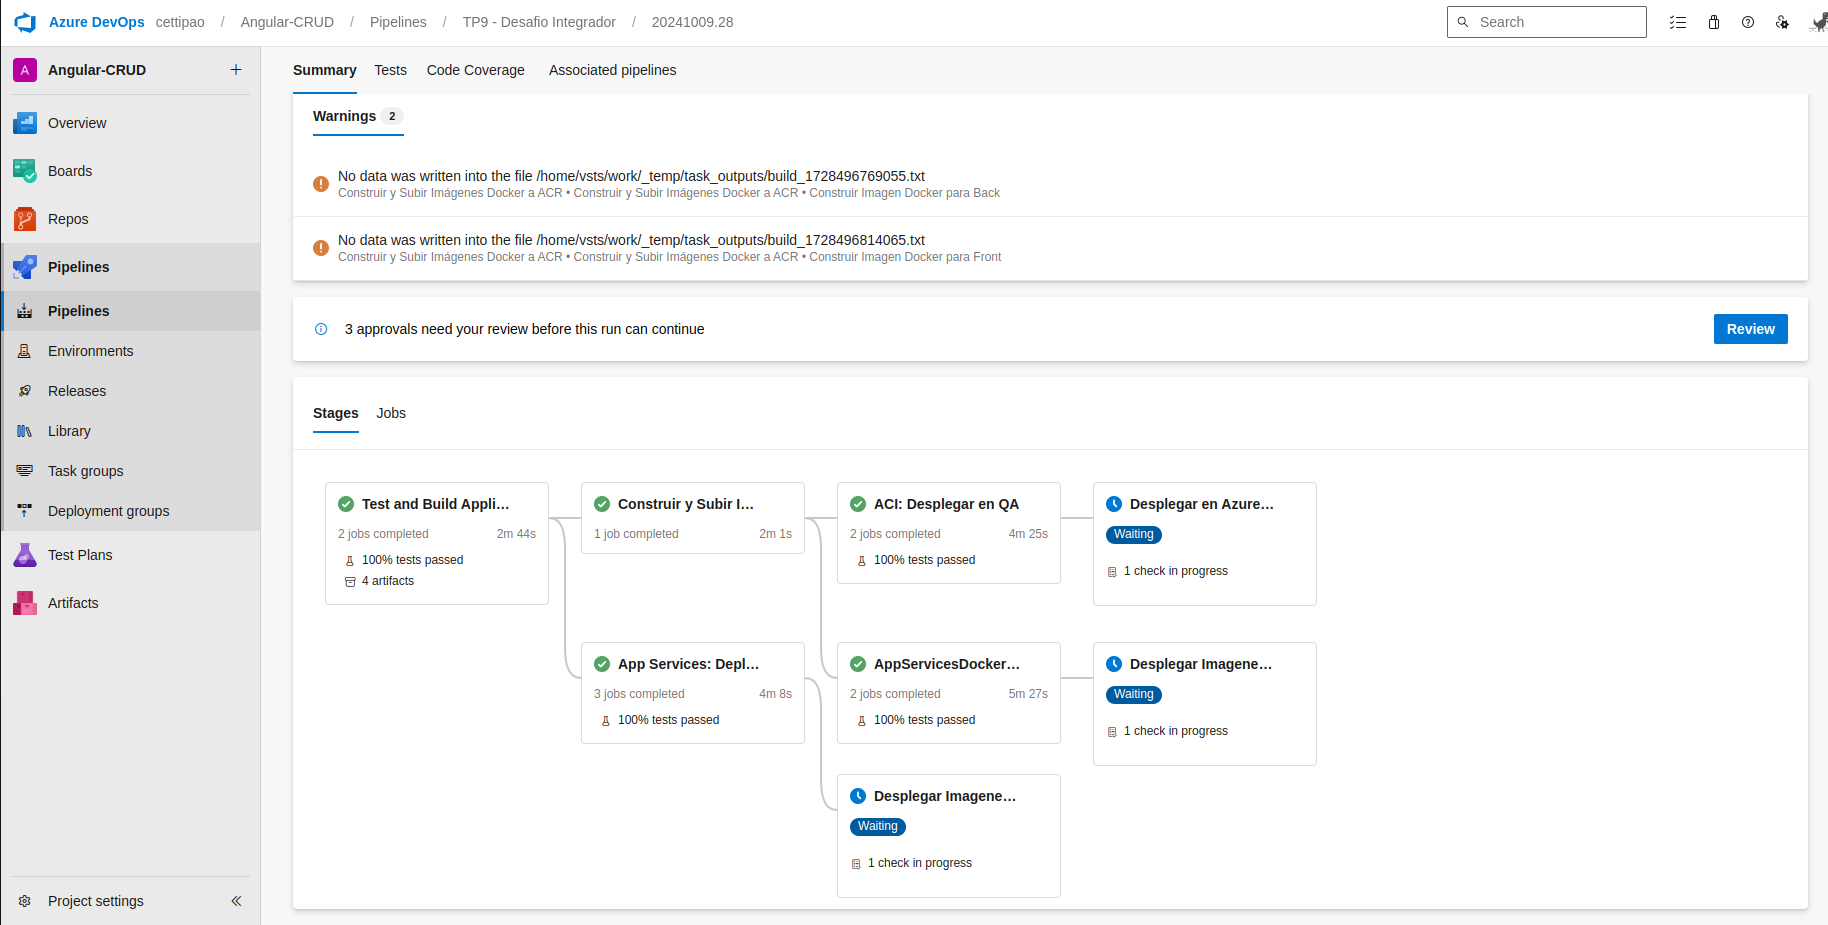 Azure DevOps cettipao / Angular-CRUD / Pipelines / TP9 - Desafio Integrador / 20241009.28
Search
A Angular-CRUD +
Overview
Boards
Repos
Pipelines
Pipelines
Environments
Releases
Library
Task groups
Deployment groups
Test Plans
Artifacts
Project settings
Summary Tests Code Coverage Associated pipelines
Warnings 2
No data was written into the file /home/vsts/work/_temp/task_outputs/build_1728496769055.txt
Construir y Subir Imágenes Docker a ACR • Construir y Subir Imágenes Docker a ACR • Construir Imagen Docker para Back
No data was written into the file /home/vsts/work/_temp/task_outputs/build_1728496814065.txt
Construir y Subir Imágenes Docker a ACR • Construir y Subir Imágenes Docker a ACR • Construir Imagen Docker para Front
3 approvals need your review before this run can continue
Review
Stages Jobs
Test and Build Appli...
2 jobs completed 2m 44s
100% tests passed
4 artifacts
Construir y Subir I...
1 job completed 2m 1s
ACI: Desplegar en QA
2 jobs completed 4m 25s
100% tests passed
Desplegar en Azure...
Waiting
1 check in progress
App Services: Depl...
3 jobs completed 4m 8s
100% tests passed
AppServicesDocker...
2 jobs completed 5m 27s
100% tests passed
Desplegar Imagene...
Waiting
1 check in progress
Desplegar Imagene...
Waiting
1 check in progress